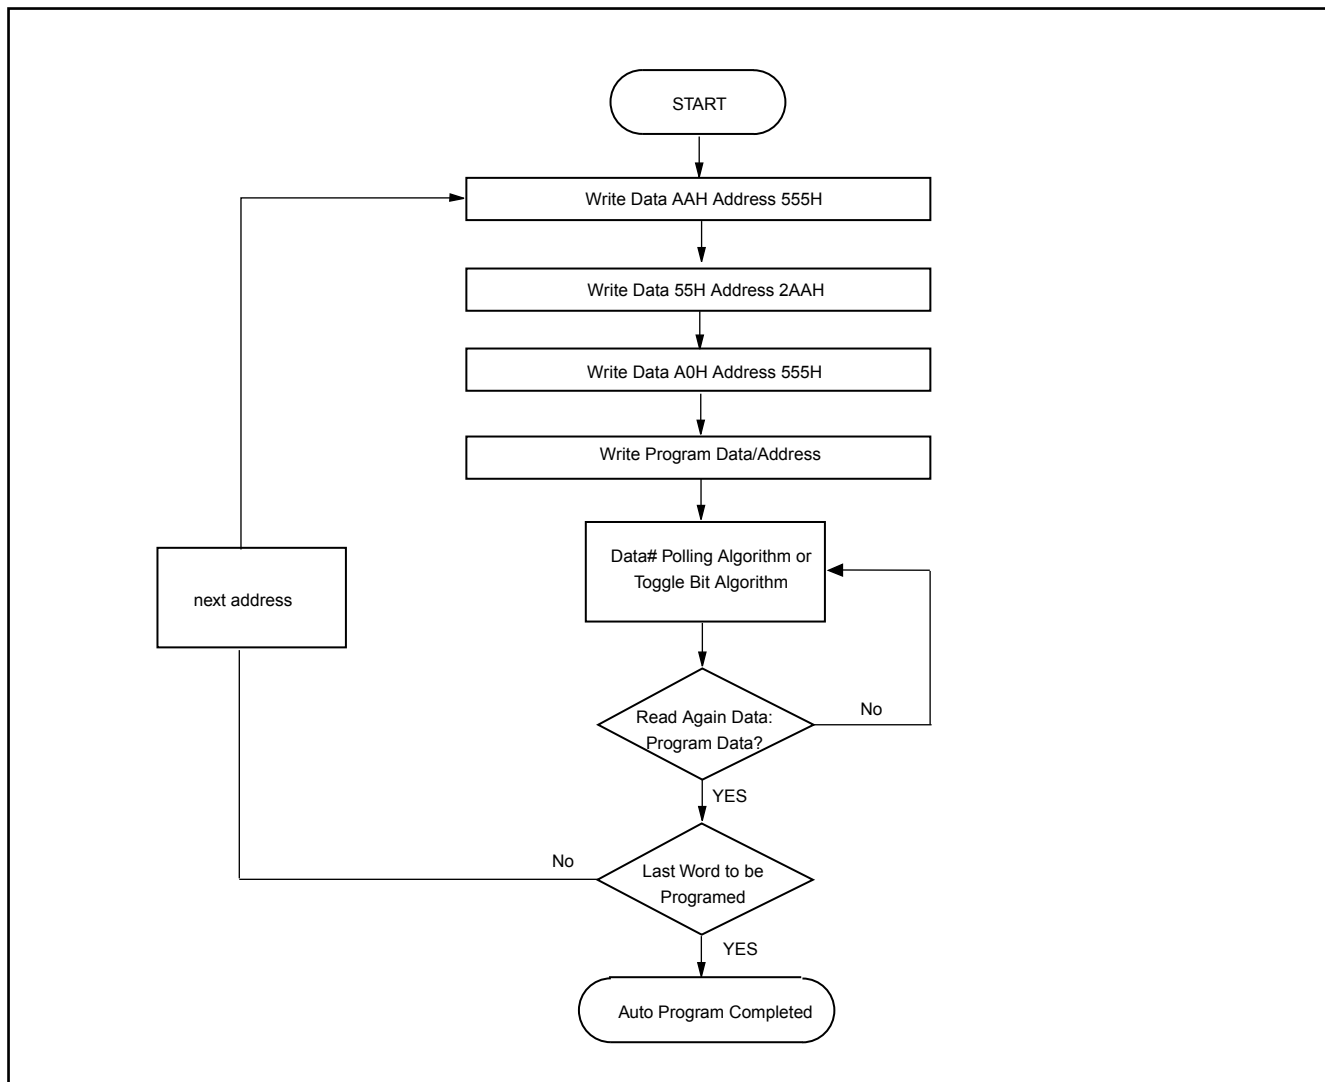 START
Write Data AAH Address 555H
Write Data 55H Address 2AAH
Write Data A0H Address 555H
Write Program Data/Address
Data# Polling Algorithm or
Toggle Bit Algorithm
next address
Read Again Data:
Program Data?
No
YES
No
Last Word to be
Programed
YES
Auto Program Completed